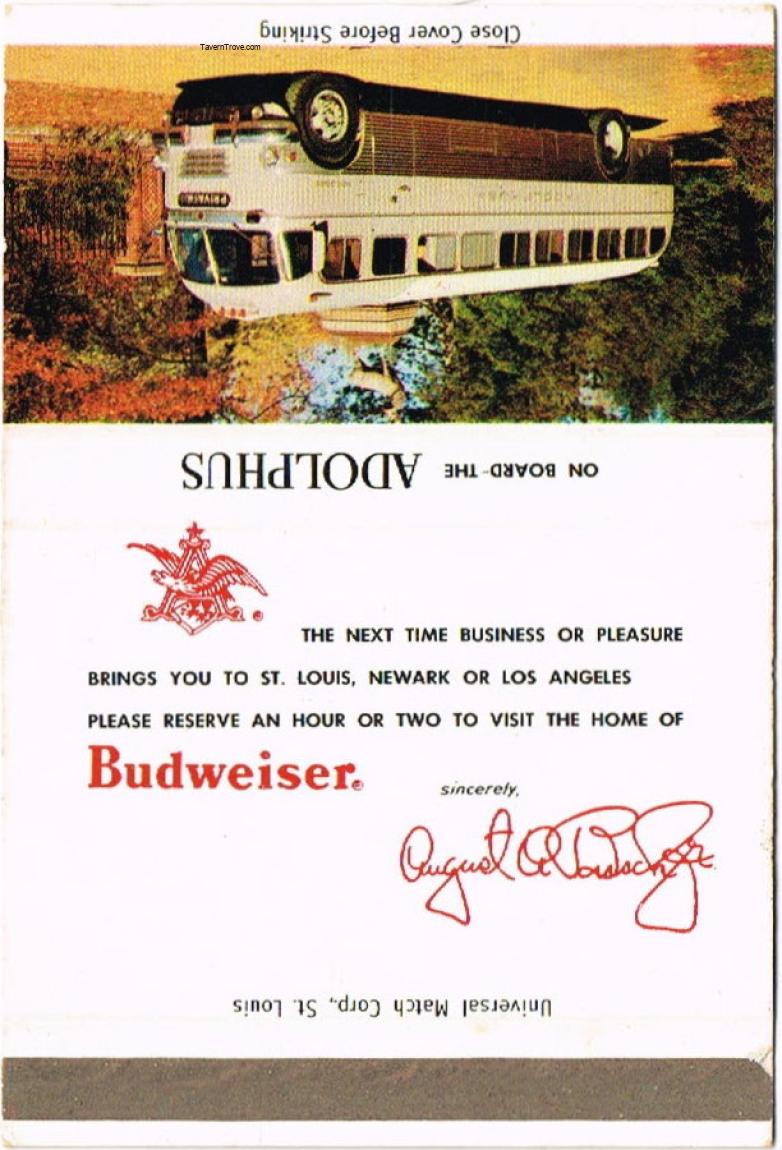 Close Cover Before Striking
TavernTrove.com
ON BOARD THE ADOLPHUS
THE NEXT TIME BUSINESS OR PLEASURE
BRINGS YOU TO ST. LOUIS, NEWARK OR LOS ANGELES
PLEASE RESERVE AN HOUR OR TWO TO VISIT THE HOME OF
Budweiser®
sincerely,
August A Busch Jr
Universal Match Corp., St. Louis